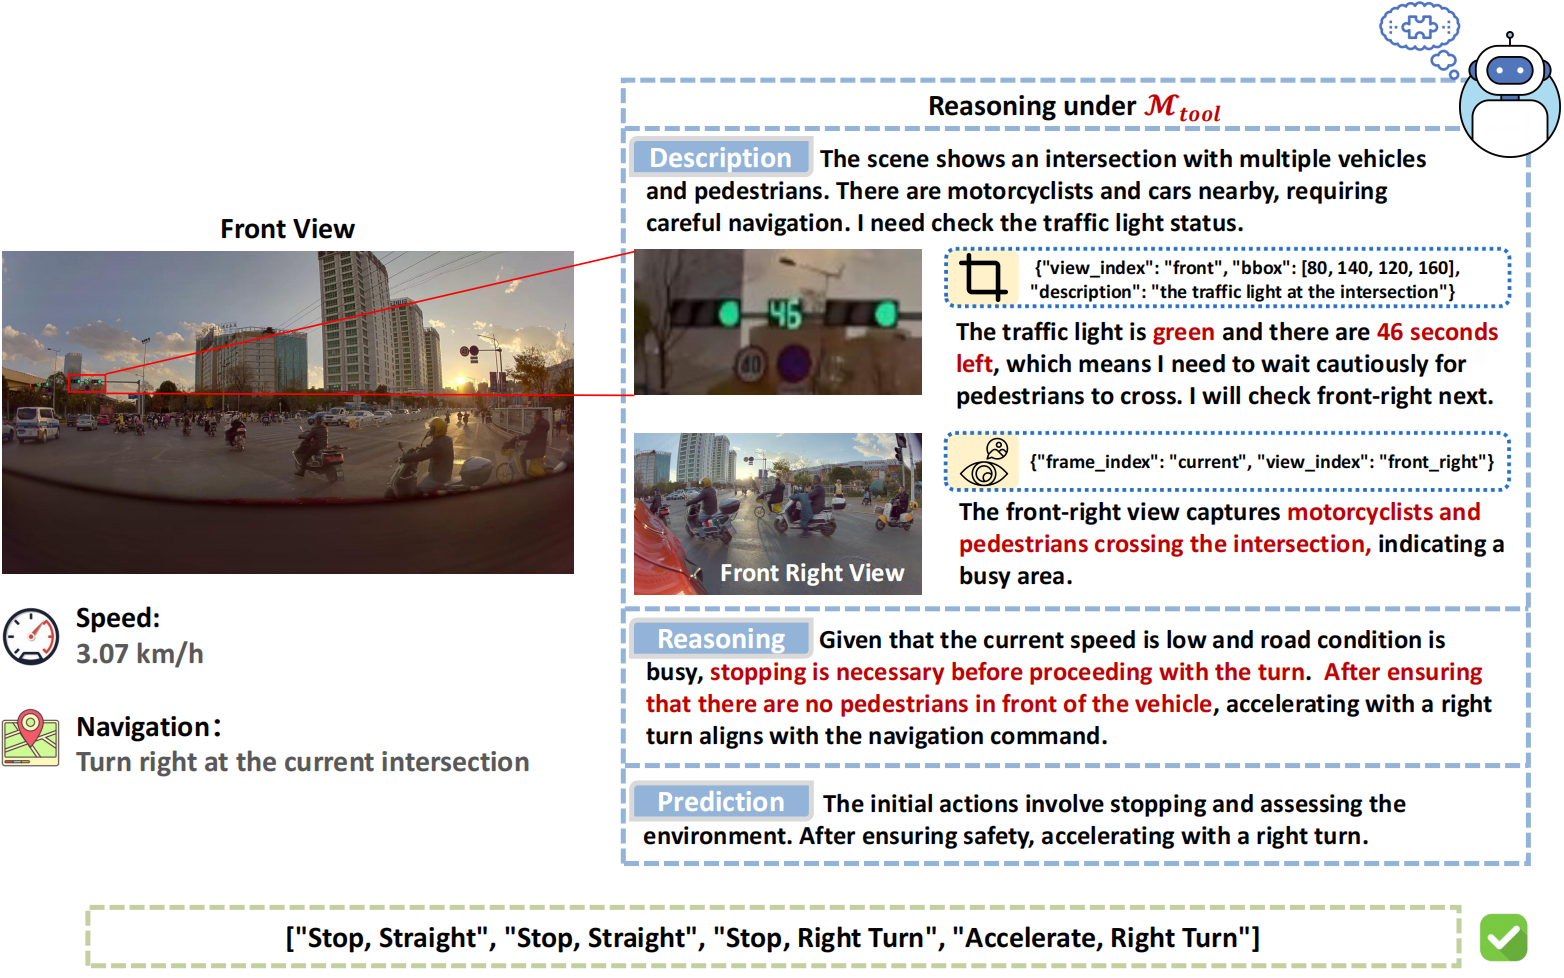 Front View
Speed:
3.07 km/h
Navigation:
Turn right at the current intersection
Reasoning under ℳtool
Description The scene shows an intersection with multiple vehicles
and pedestrians. There are motorcyclists and cars nearby, requiring
careful navigation. I need check the traffic light status.
46
40
{"view_index": "front", "bbox": [80, 140, 120, 160],
"description": "the traffic light at the intersection"}
The traffic light is green and there are 46 seconds
left, which means I need to wait cautiously for
pedestrians to cross. I will check front-right next.
Front Right View
{"frame_index": "current", "view_index": "front_right"}
The front-right view captures motorcyclists and
pedestrians crossing the intersection, indicating a
busy area.
Reasoning Given that the current speed is low and road condition is
busy, stopping is necessary before proceeding with the turn. After ensuring
that there are no pedestrians in front of the vehicle, accelerating with a right
turn aligns with the navigation command.
Prediction The initial actions involve stopping and assessing the
environment. After ensuring safety, accelerating with a right turn.
["Stop, Straight", "Stop, Straight", "Stop, Right Turn", "Accelerate, Right Turn"]